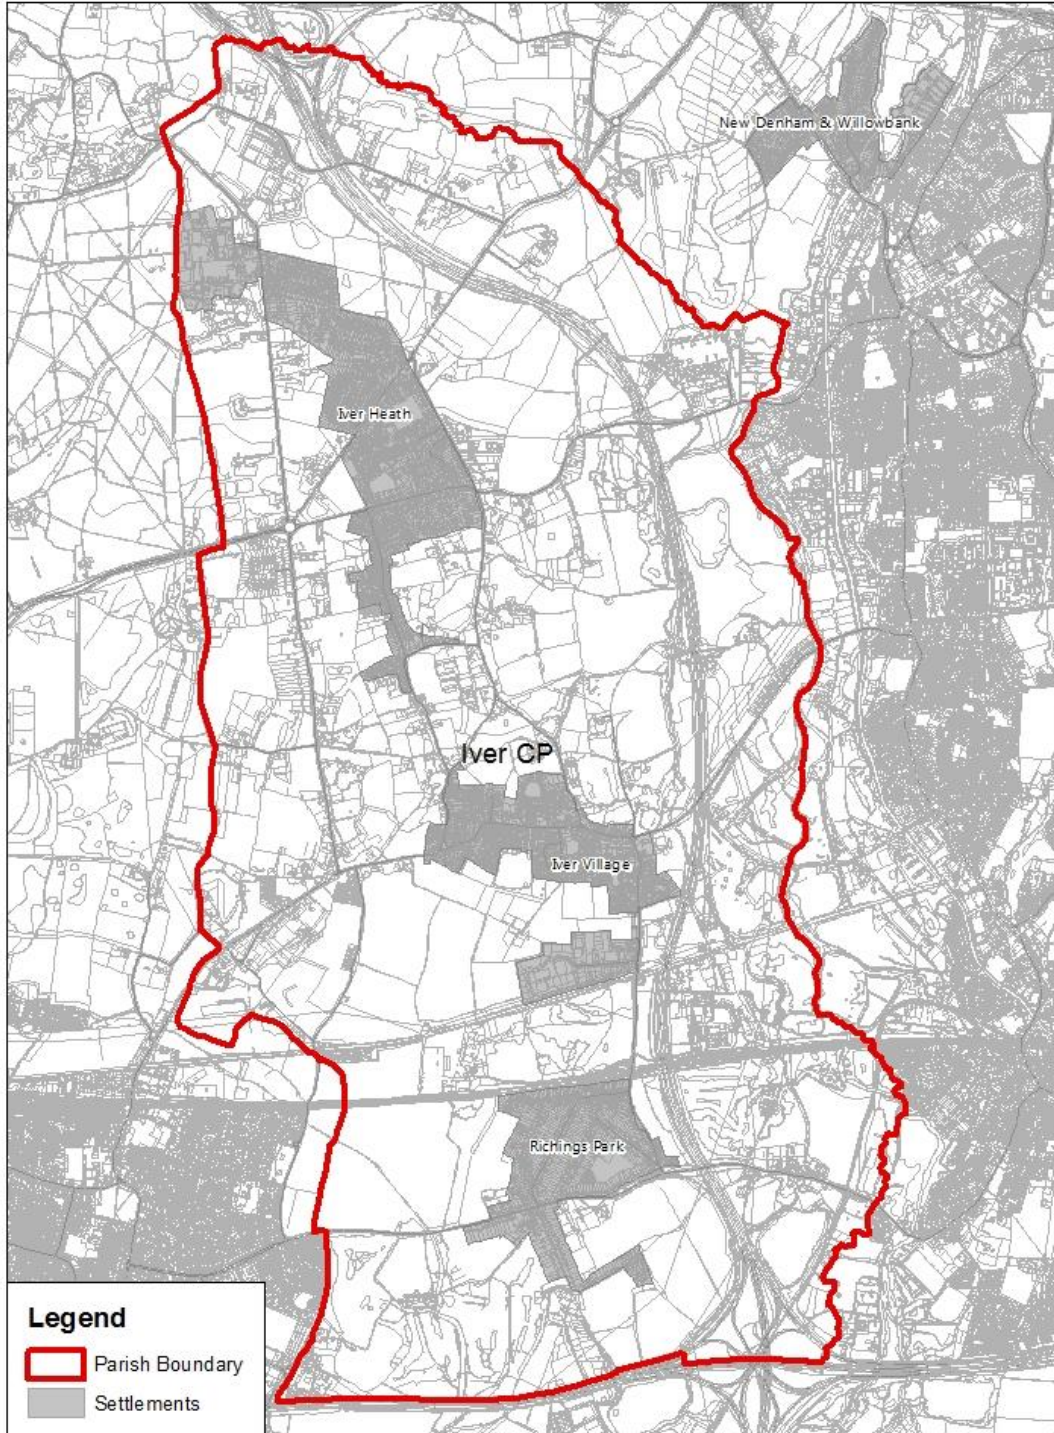 New Denham & Willowbank
Iver Heath
Iver CP
Iver Village
Richings Park
Legend
Parish Boundary
Settlements